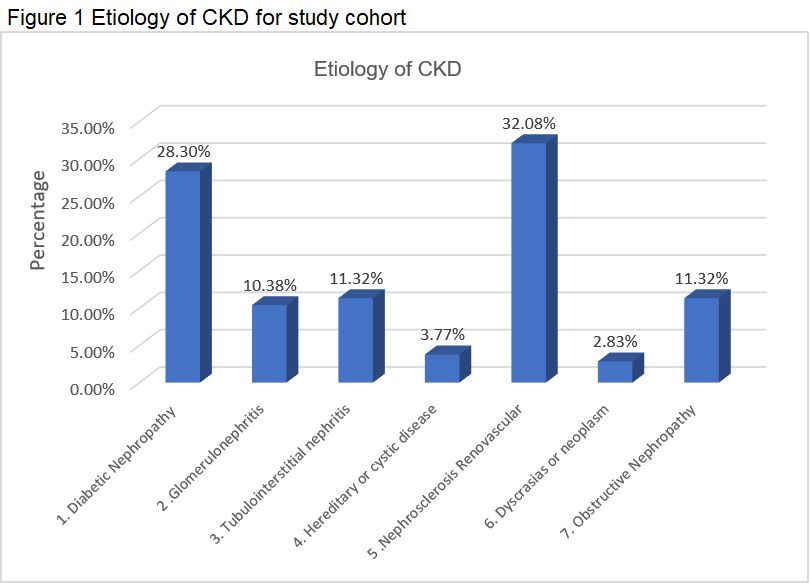 Figure 1 Etiology of CKD for study cohort
Etiology of CKD
Percentage
35.00%
30.00%
25.00%
20.00%
15.00%
10.00%
5.00%
0.00%
28.30%
10.38%
11.32%
3.77%
32.08%
2.83%
11.32%
1. Diabetic Nephropathy
2 .Glomerulonephritis
3. Tubulointerstitial nephritis
4. Hereditary or cystic disease
5 .Nephrosclerosis Renovascular
6. Dyscrasias or neoplasm
7. Obstructive Nephropathy